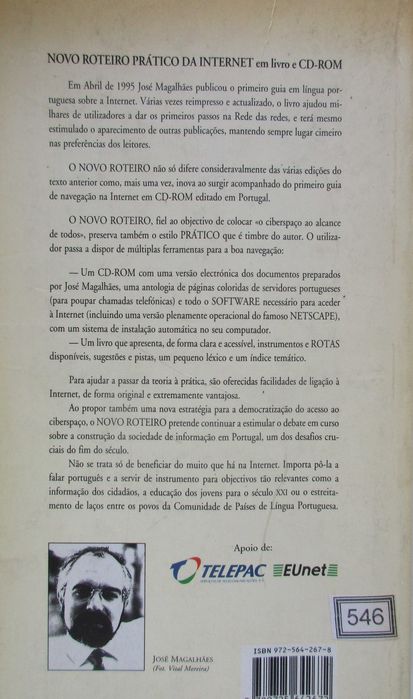 NOVO ROTEIRO PRÁTICO DA INTERNET em livro e CD-ROM
Em Abril de 1995 José Magalhães publicou o primeiro guia em língua por-
tuguesa sobre a Internet. Várias vezes reimpresso e actualizado, o livro ajudou mi-
lhares de utilizadores a dar os primeiros passos na Rede das redes, e terá mesmo
estimulado o aparecimento de outras publicações, mantendo sempre lugar cimeiro
nas preferências dos leitores.
O NOVO ROTEIRO não só difere consideravalmente das várias edições do
texto anterior como, mais uma vez, inova ao surgir acompanhado do primeiro guia
de navegação na Internet em CD-ROM editado em Portugal.
O NOVO ROTEIRO, fiel ao objectivo de colocar «o ciberspaço ao alcance
de todos», preserva também o estilo PRÁTICO que é timbre do autor. O utiliza-
dor passa a dispor de múltiplas ferramentas para a boa navegação:
— Um CD-ROM com uma versão electrónica dos documentos preparados
por José Magalhães, uma antologia de páginas coloridas de servidores portugueses
(para poupar chamadas telefónicas) e todo o SOFTWARE necessário para aceder
à Internet (incluindo uma versão plenamente operacional do famoso NETSCAPE),
com um sistema de instalação automática no seu computador.
— Um livro que apresenta, de forma clara e acessível, instrumentos e ROTAS
disponíveis, sugestões e pistas, um pequeno léxico e um índice temático.
Para ajudar a passar da teoria à prática, são oferecidas facilidades de ligação à
Internet, de forma original e extremamente vantajosa.
Ao propor também uma nova estratégia para a democratização do acesso ao
ciberspaço, o NOVO ROTEIRO pretende continuar a estimular o debate em curso
sobre a construção da sociedade de informação em Portugal, um dos desafios cru-
ciais do fim do século.
Não se trata só de beneficiar do muito que há na Internet. Importa pô-la a
falar português e a servir de instrumento para objectivos tão relevantes como a
informação dos cidadãos, a educação dos jovens para o século XXI ou o estreita-
mento de laços entre os povos da Comunidade de Países de Língua Portuguesa.
Apoio de:
TELEPAC
EUnet
546
ISBN 972-564-267-8
JOSÉ MAGALHÃES
(Fot. Vital Moreira)